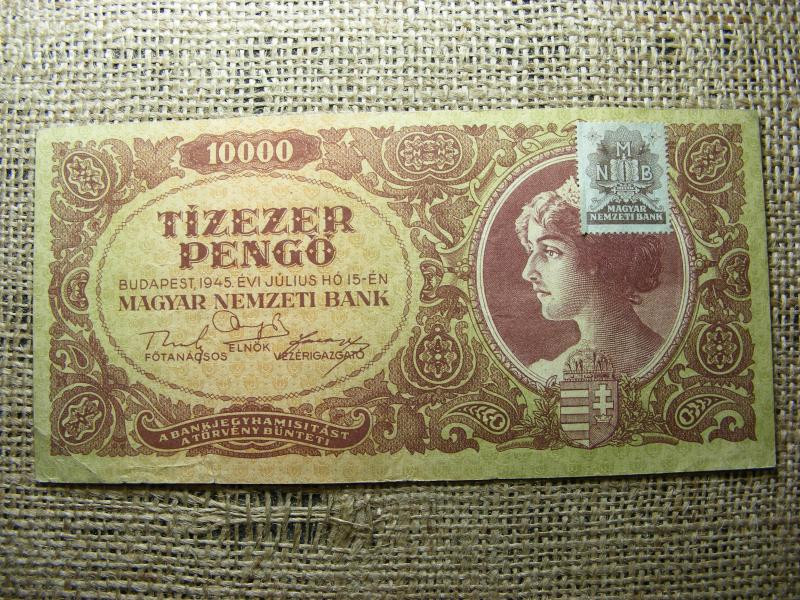 10000
TÍZEZER
PENGŐ
BUDAPEST, 1945. ÉVI JÚLIUS HÓ 15-ÉN
MAGYAR NEMZETI BANK
FŐTANÁCSOS ELNÖK VEZÉRIGAZGATÓ
A BANKJEGYHAMISÍTÁST
A TÖRVÉNY BÜNTETI
M
N B
MAGYAR
NEMZETI BANK